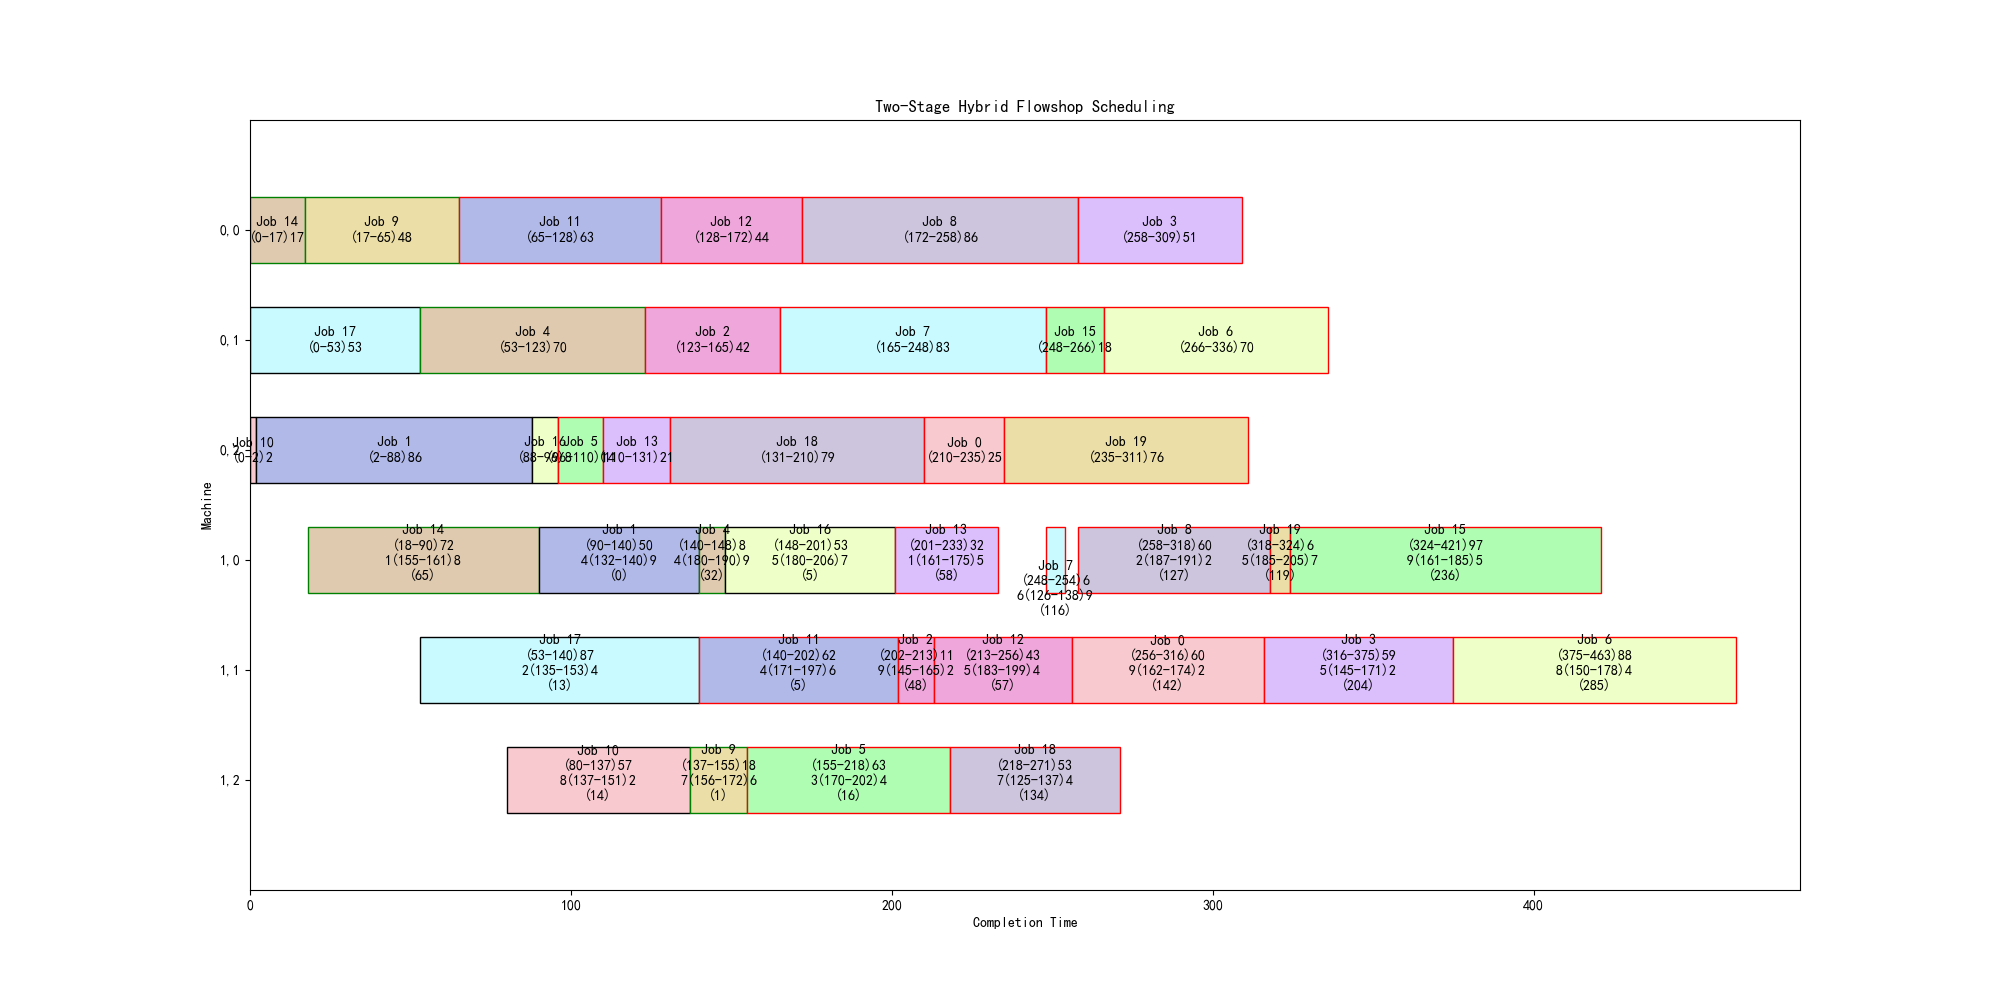 Two-Stage Hybrid Flowshop Scheduling
0,0
Job 14
(0-17)17
Job 9
(17-65)48
Job 11
(65-128)63
Job 12
(128-172)44
Job 8
(172-258)86
Job 3
(258-309)51
0,1
Job 17
(0-53)53
Job 4
(53-123)70
Job 2
(123-165)42
Job 7
(165-248)83
Job 15
(248-266)18
Job 6
(266-336)70
0,2
Job 10
(0-2)2
Job 1
(2-88)86
Job 16
(88-96)8
Job 5
(96-110)14
Job 13
(110-131)21
Job 18
(131-210)79
Job 0
(210-235)25
Job 19
(235-311)76
Machine
1,0
Job 14
(18-90)72
1(155-161)8
(65)
Job 1
(90-140)50
4(132-140)9
(0)
Job 4
(140-148)8
4(180-190)9
(32)
Job 16
(148-201)53
5(180-206)7
(5)
Job 13
(201-233)32
1(161-175)5
(58)
Job 7
(248-254)6
6(126-138)9
(116)
Job 8
(258-318)60
2(187-191)2
(127)
Job 19
(318-324)6
5(185-205)7
(119)
Job 15
(324-421)97
9(161-185)5
(236)
1,1
Job 17
(53-140)87
2(135-153)4
(13)
Job 11
(140-202)62
4(171-197)6
(5)
Job 2
(202-213)11
9(145-165)2
(48)
Job 12
(213-256)43
5(183-199)4
(57)
Job 0
(256-316)60
9(162-174)2
(142)
Job 3
(316-375)59
5(145-171)2
(204)
Job 6
(375-463)88
8(150-178)4
(285)
1,2
Job 10
(80-137)57
8(137-151)2
(14)
Job 9
(137-155)18
7(156-172)6
(1)
Job 5
(155-218)63
3(170-202)4
(16)
Job 18
(218-271)53
7(125-137)4
(134)
0
100
200
300
400
Completion Time